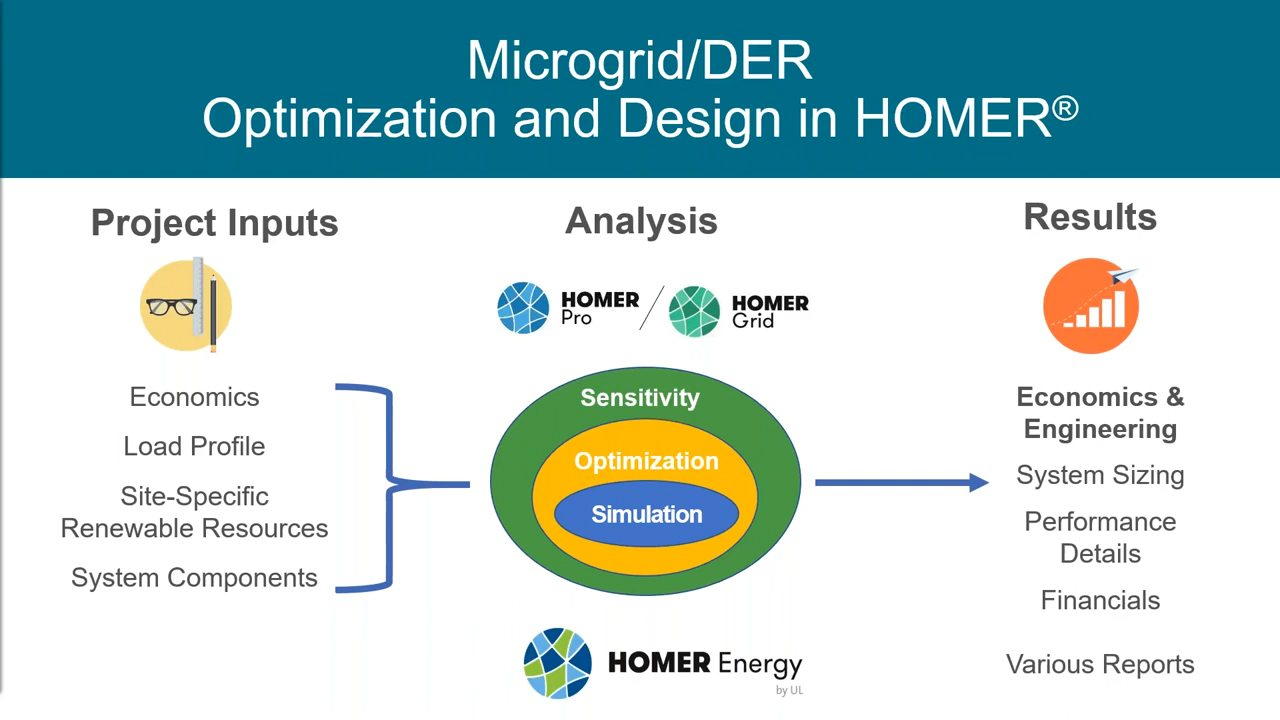 Microgrid/DER
Optimization and Design in HOMER®
Project Inputs
Economics
Load Profile
Site-Specific
Renewable Resources
System Components
Analysis
HOMER
Pro
HOMER
Grid
Sensitivity
Optimization
Simulation
HOMER Energy
by UL
Results
Economics &
Engineering
System Sizing
Performance
Details
Financials
Various Reports